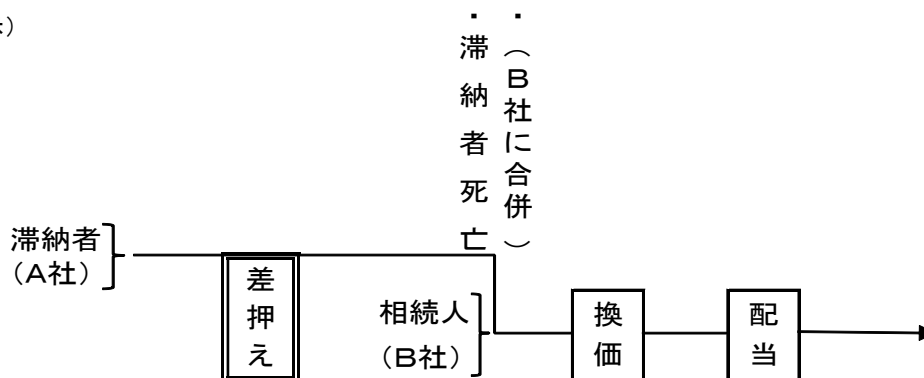 ）
・滞納者死亡
・（Ｂ社に合併）
滞納者
（Ａ社）
差押え
相続人
（Ｂ社）
換価
配当